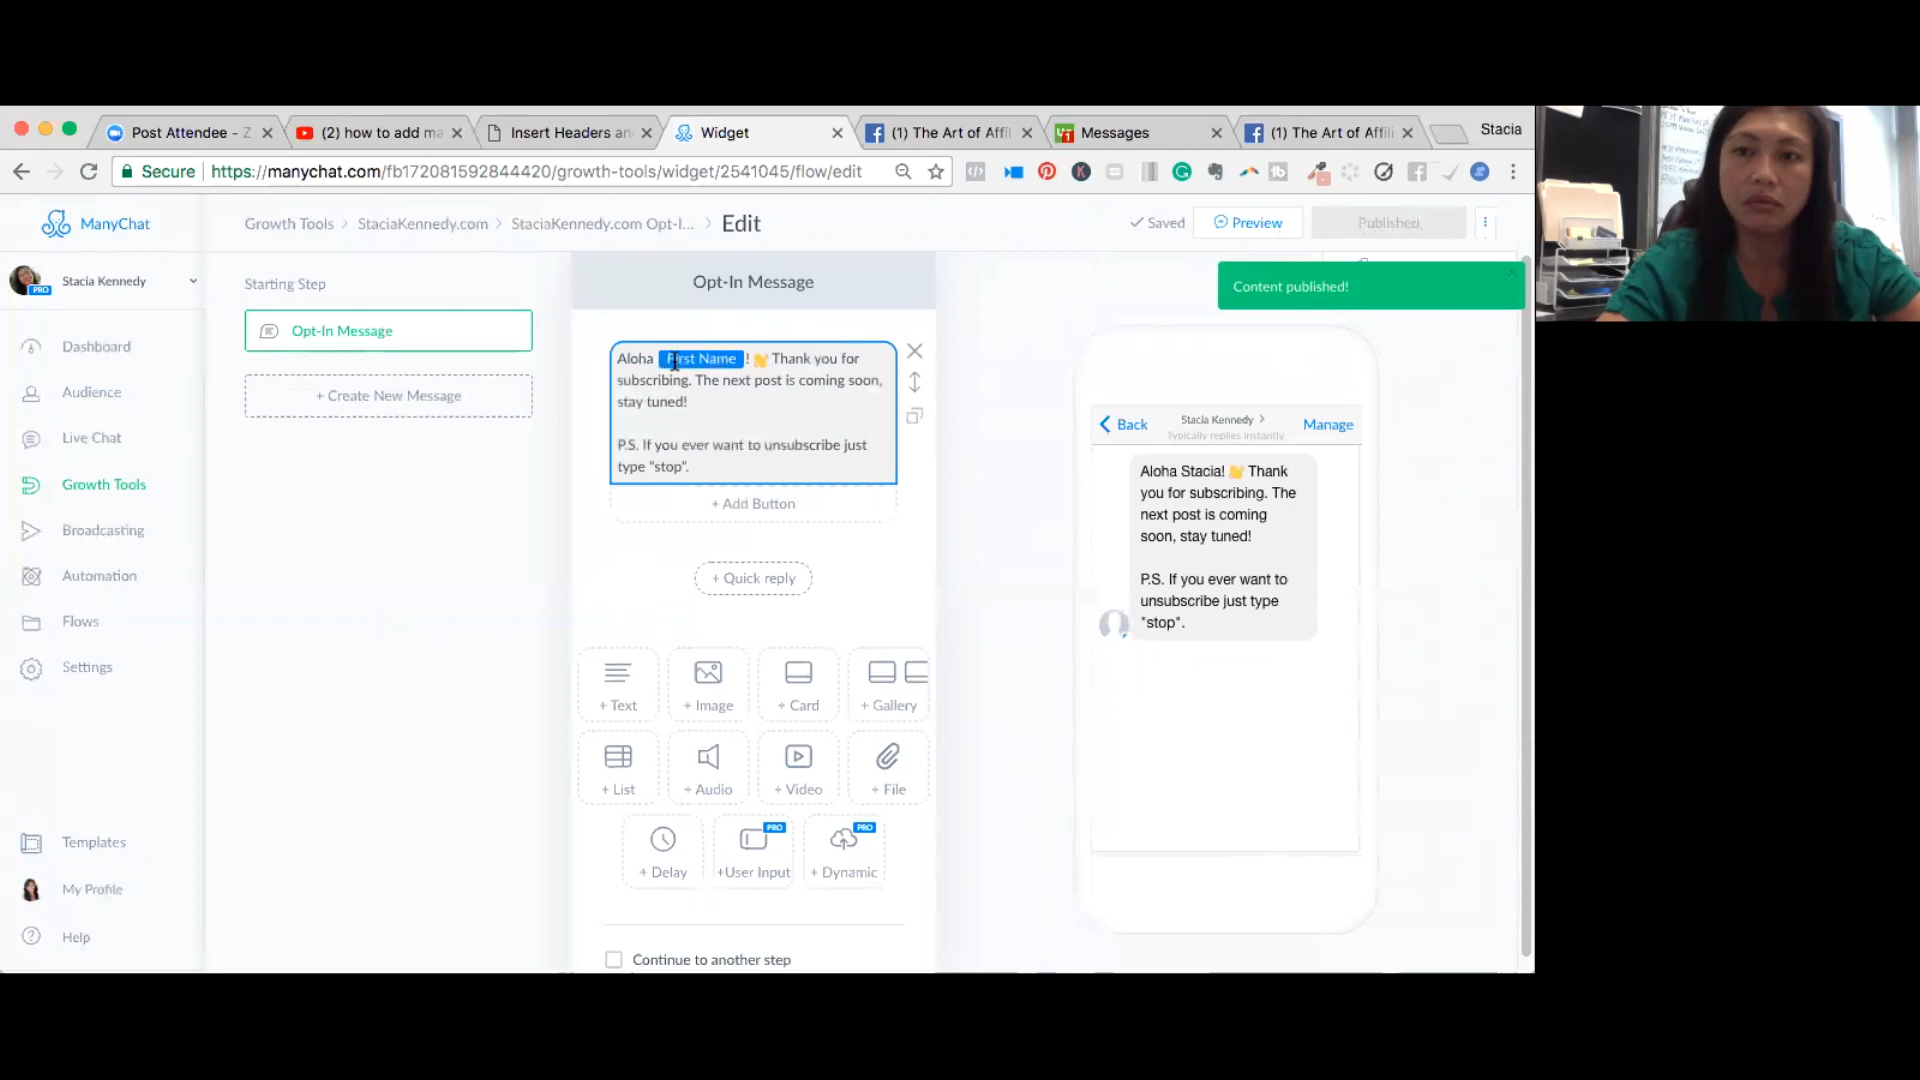 Post Attendee - Z
(2) how to add ma
Insert Headers an
Widget
(1) The Art of Affil
Messages
(1) The Art of Affili
Stacia
Secure
https://manychat.com/fb172081592844420/growth-tools/widget/2541045/flow/edit
ManyChat
Growth Tools > StaciaKennedy.com > StaciaKennedy.com Opt-I... > Edit
Saved
Preview
Published
Stacia Kennedy
PRO
Dashboard
Audience
Live Chat
Growth Tools
Broadcasting
Automation
Flows
Settings
Templates
My Profile
Help
Starting Step
Opt-In Message
+ Create New Message
Opt-In Message
Aloha First Name ! 👋 Thank you for
subscribing. The next post is coming soon,
stay tuned!
P.S. If you ever want to unsubscribe just
type "stop".
+ Add Button
+ Quick reply
+ Text
+ Image
+ Card
+ Gallery
+ List
+ Audio
+ Video
+ File
+ Delay
PRO
+User Input
PRO
+ Dynamic
Continue to another step
Content published!
Back
Stacia Kennedy >
Typically replies instantly
Manage
Aloha Stacia! 👋 Thank
you for subscribing. The
next post is coming
soon, stay tuned!
P.S. If you ever want to
unsubscribe just type
"stop".